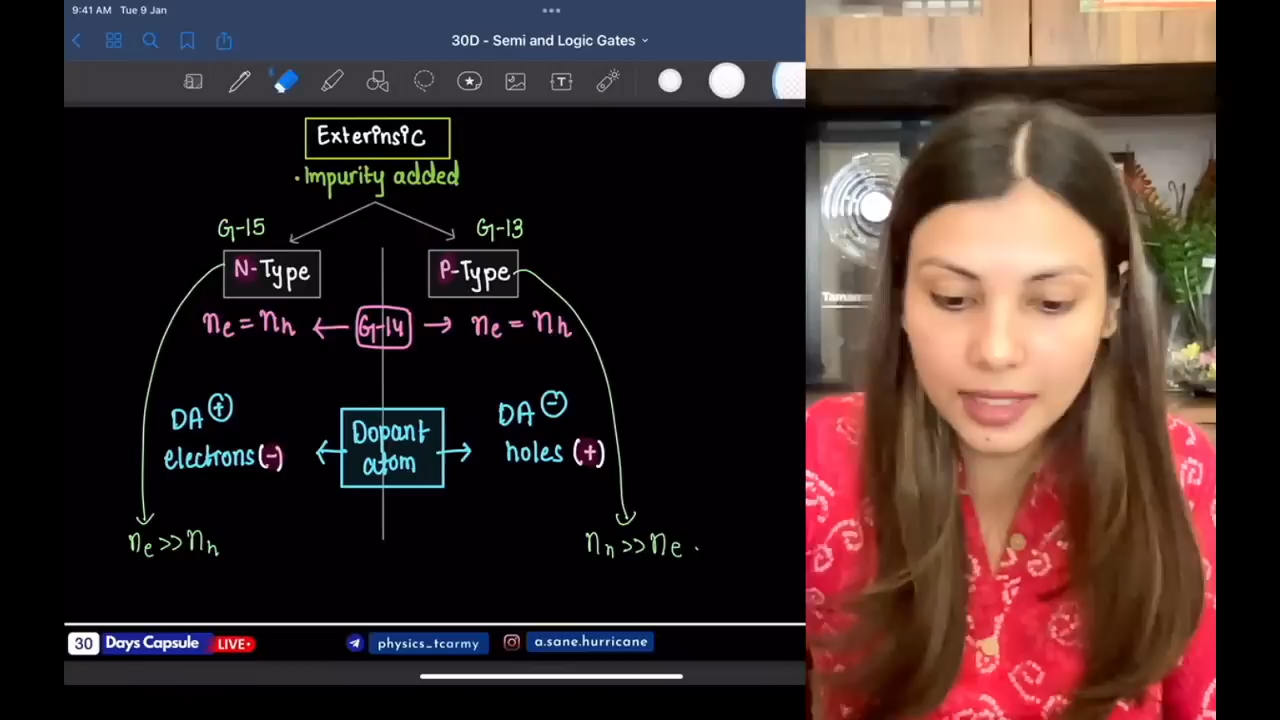 9:41 AM Tue 9 Jan
30D - Semi and Logic Gates
T
Exterinsic
• Impurity added
G-15
G-13
N-Type
P-Type
ne = nh ← G-14 → ne = nh
DA +
electrons (-)
← Dopant atom →
DA -
holes (+)
ne >> nh
nh >> ne .
30 Days Capsule LIVE
physics_tcarmy
a.sane.hurricane